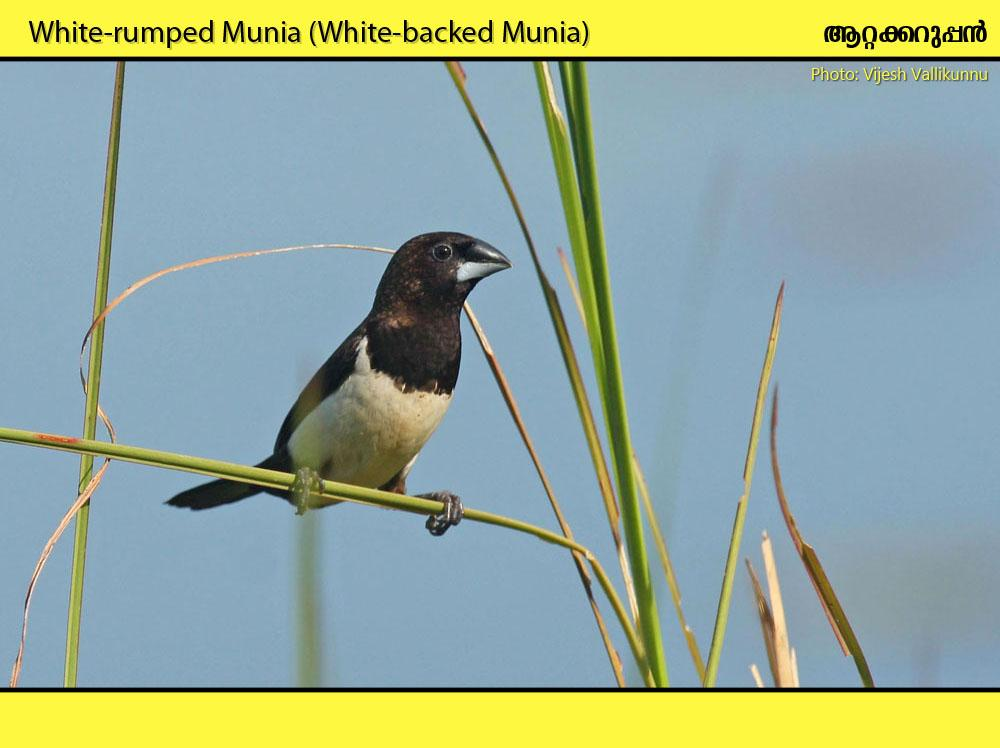 White-rumped Munia (White-backed Munia)
ആറ്റക്കറുപ്പൻ
Photo: Vijesh Vallikunnu